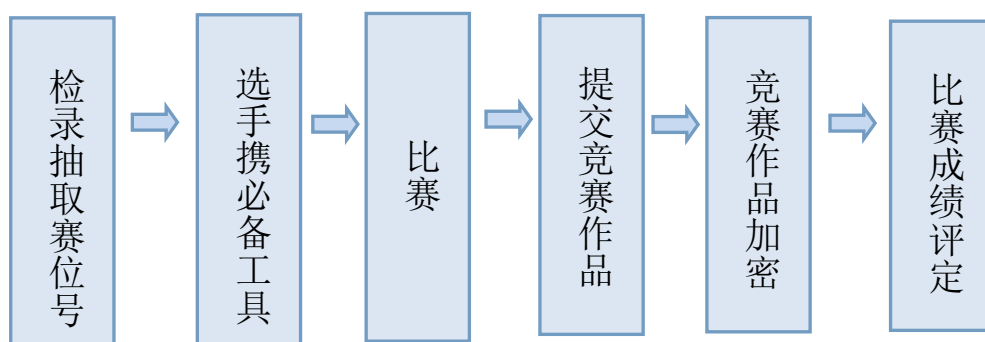 检录抽取赛位号
选手携必备工具
比赛
提交竞赛作品
竞赛作品加密
比赛成绩评定